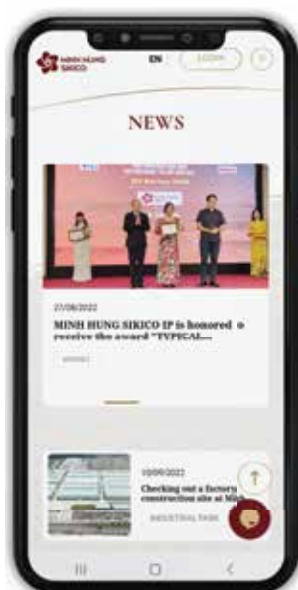 MINH HUNG
SIKICO
EN
LOGIN
NEWS
27/08/2022
MINH HUNG SIKICO IP is honored o
receive the award "TYPICAL...
10/09/2022
Checking out a factory
construction site at Minh
INDUSTRIAL PARK